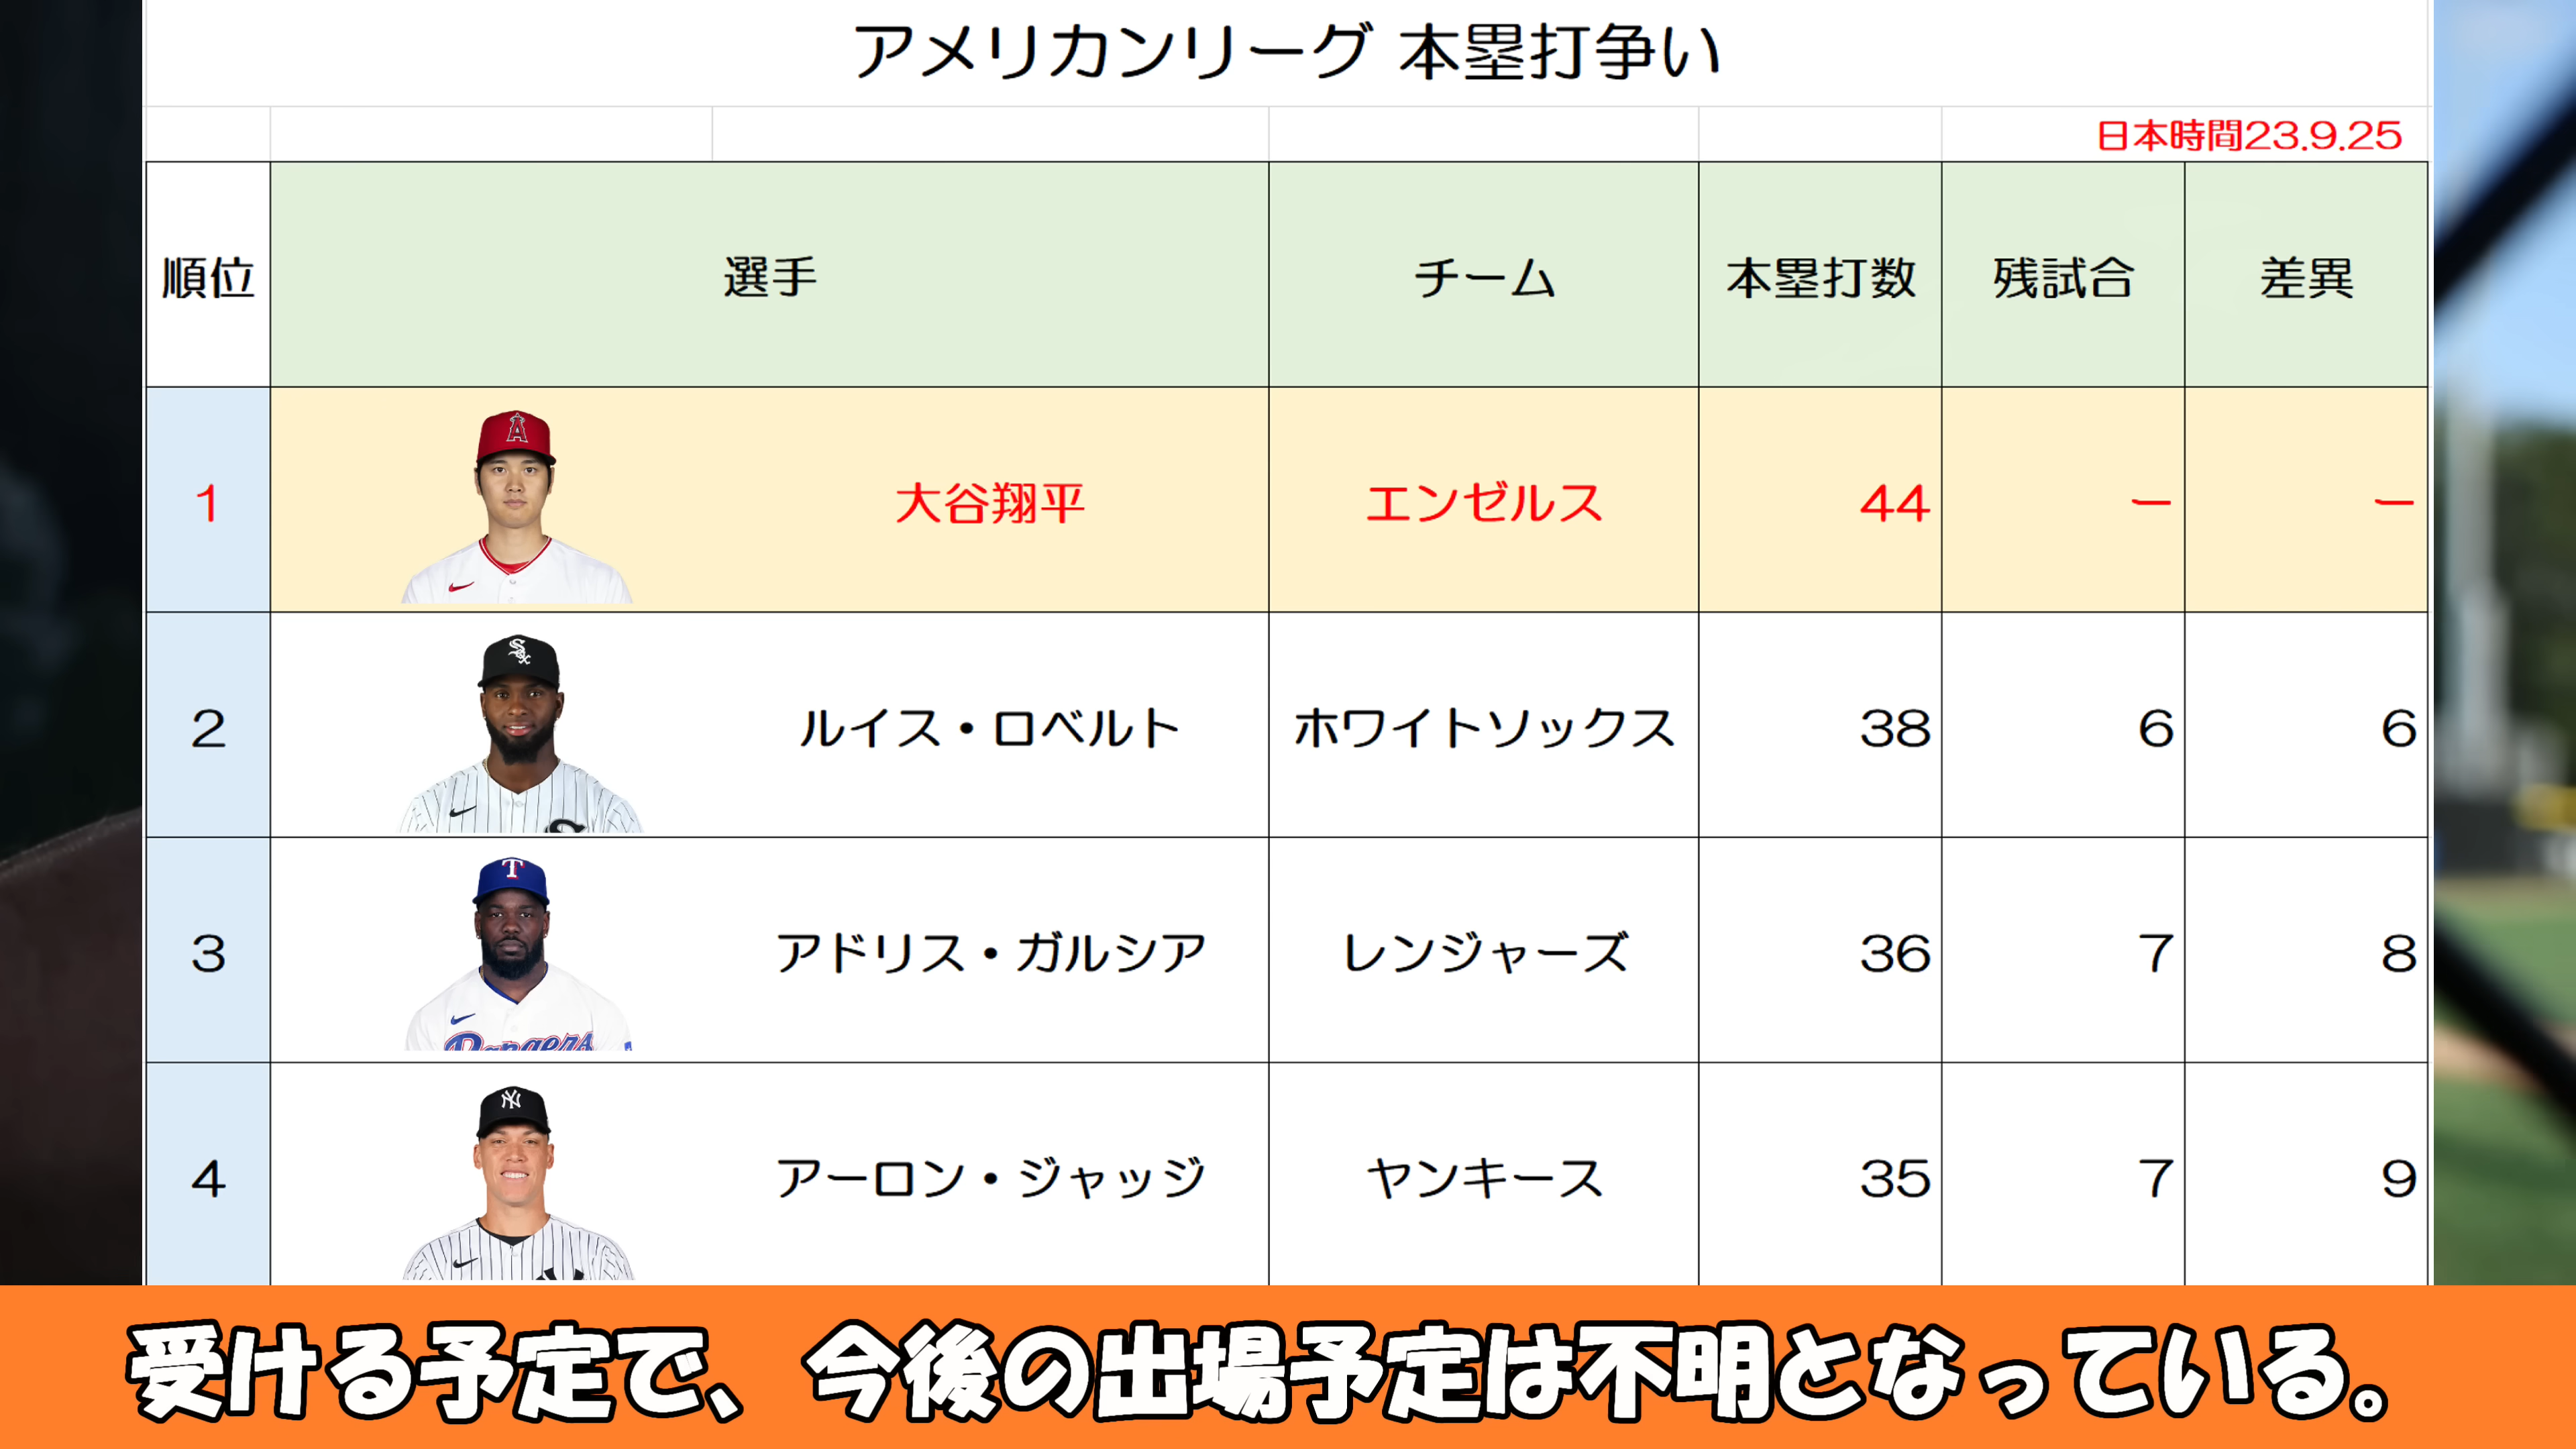 アメリカンリーグ 本塁打争い
日本時間23.9.25
順位 選手 チーム 本塁打数 残試合 差異
1 大谷翔平 エンゼルス 44 ー ー
2 ルイス・ロベルト ホワイトソックス 38 6 6
3 アドリス・ガルシア レンジャーズ 36 7 8
4 アーロン・ジャッジ ヤンキース 35 7 9
受ける予定で、今後の出場予定は不明となっている。